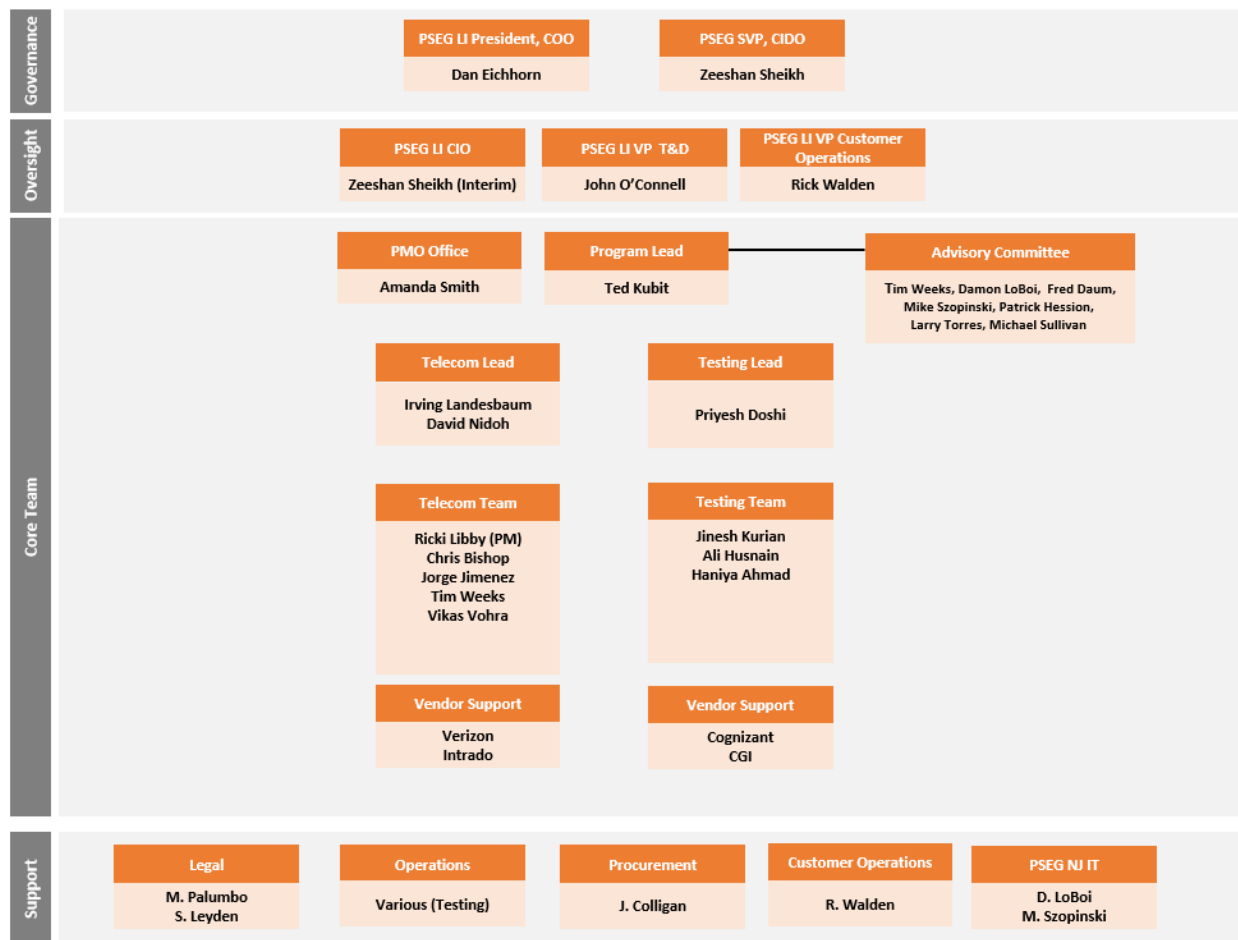 Governance
PSEG LI President, COO
Dan Eichhorn
PSEG SVP, CIDO
Zeeshan Sheikh
Oversight
PSEG LI CIO
Zeeshan Sheikh (Interim)
PSEG LI VP T&D
John O’Connell
PSEG LI VP Customer
Operations
Rick Walden
Core Team
PMO Office
Amanda Smith
Program Lead
Ted Kubit
Advisory Committee
Tim Weeks, Damon LoBoi, Fred Daum,
Mike Szopinski, Patrick Hession,
Larry Torres, Michael Sullivan
Telecom Lead
Irving Landesbaum
David Nidoh
Testing Lead
Priyesh Doshi
Telecom Team
Ricki Libby (PM)
Chris Bishop
Jorge Jimenez
Tim Weeks
Vikas Vohra
Testing Team
Jinesh Kurian
Ali Husnain
Haniya Ahmad
Vendor Support
Verizon
Intrado
Vendor Support
Cognizant
CGI
Support
Legal
M. Palumbo
S. Leyden
Operations
Various (Testing)
Procurement
J. Colligan
Customer Operations
R. Walden
PSEG NJ IT
D. LoBoi
M. Szopinski